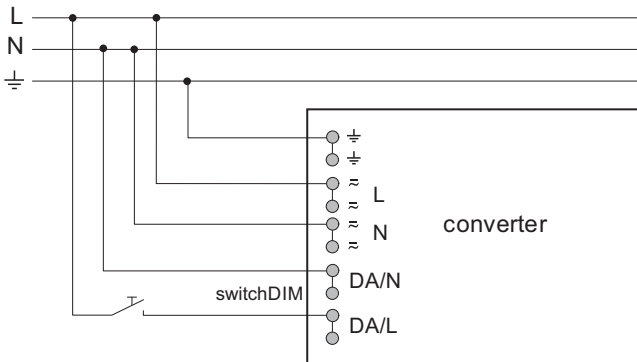 L
N
L
N
converter
DA/N
switchDIM
DA/L